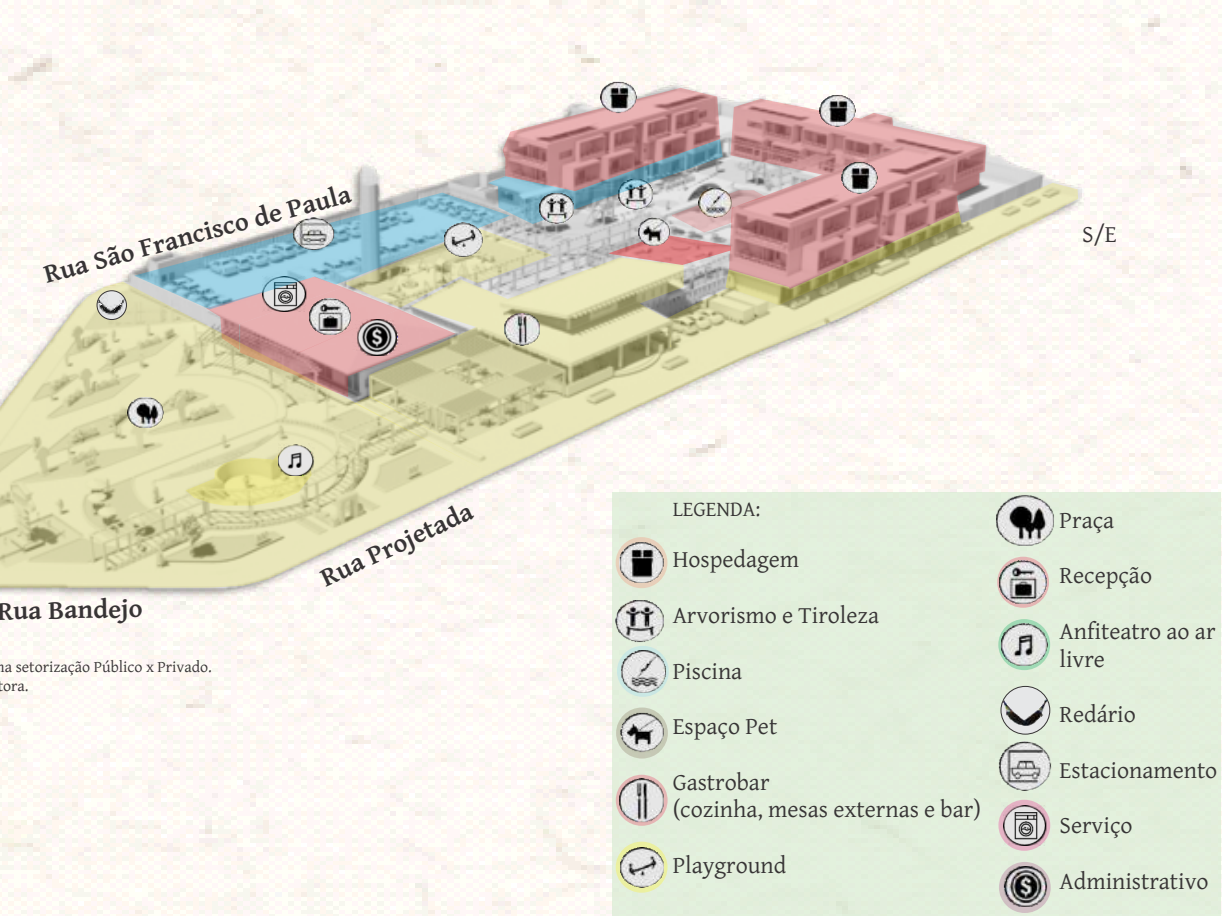 Rua São Francisco de Paula
S/E
Rua Projetada
Rua Bandejo
na setorização Público x Privado.
tora.
LEGENDA:
Hospedagem
Arvorismo e Tiroleza
Piscina
Espaço Pet
Gastrobar
(cozinha, mesas externas e bar)
Playground
Praça
Recepção
Anfiteatro ao ar
livre
Redário
Estacionamento
Serviço
Administrativo